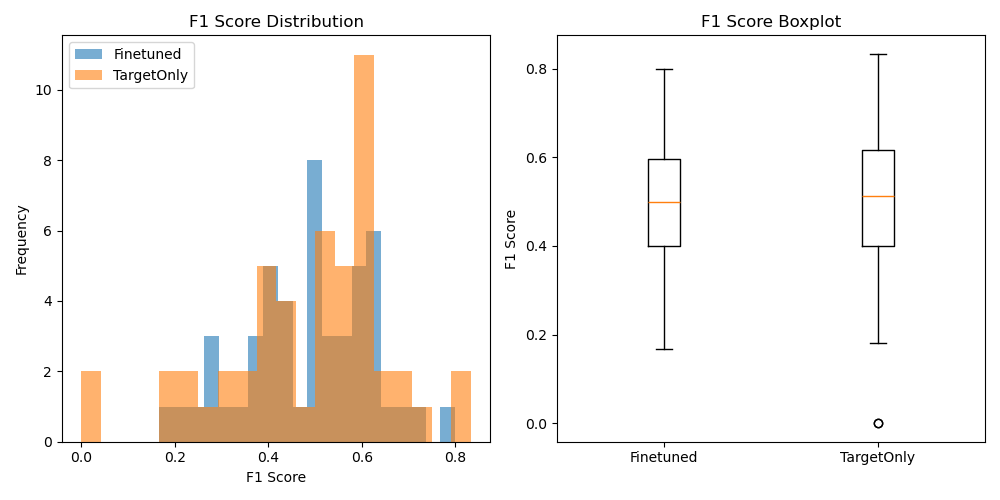 F1 Score Distribution
Finetuned
TargetOnly
Frequency
10
8
6
4
2
0
0.0 0.2 0.4 0.6 0.8
F1 Score
F1 Score Boxplot
F1 Score
0.8
0.6
0.4
0.2
0.0
Finetuned TargetOnly